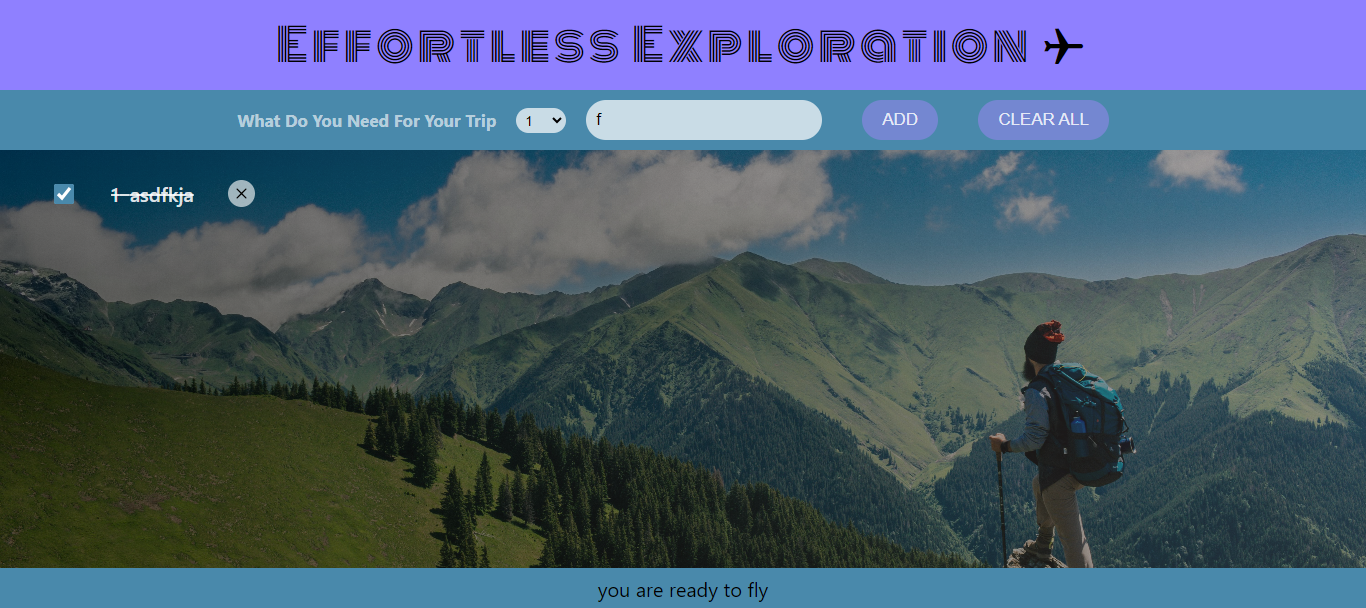 Effortless Exploration
What Do You Need For Your Trip 1 f ADD CLEAR ALL
1 asdfkja
you are ready to fly